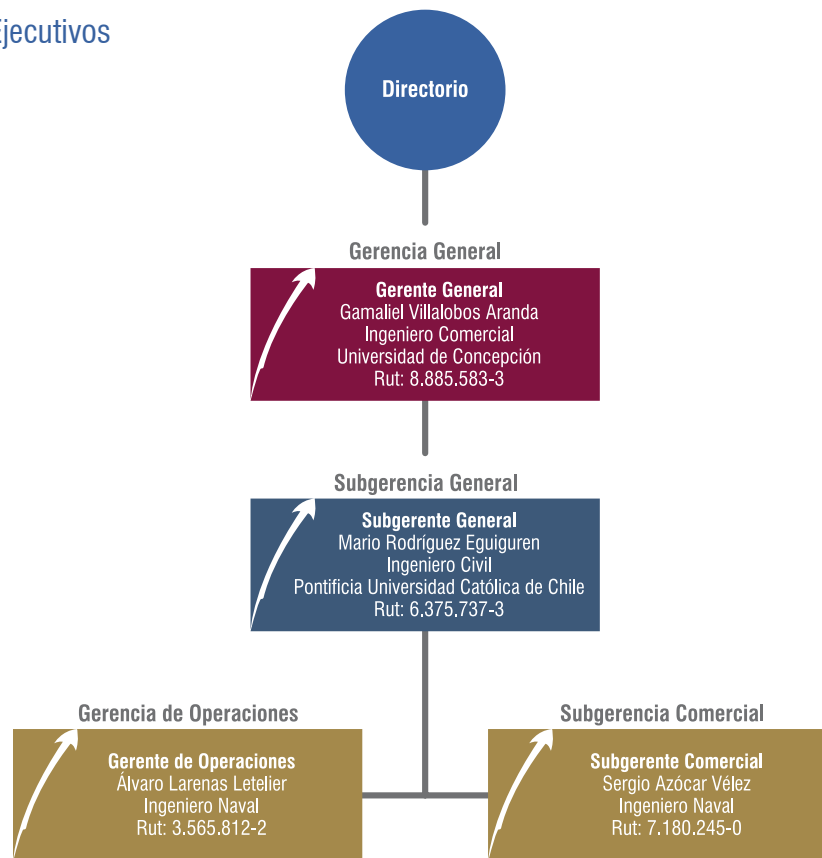 Ejecutivos
Directorio
Gerencia General
Gerente General
Gamaliel Villalobos Aranda
Ingeniero Comercial
Universidad de Concepción
Rut: 8.885.583-3
Subgerencia General
Subgerente General
Mario Rodríguez Eguiguren
Ingeniero Civil
Pontificia Universidad Católica de Chile
Rut: 6.375.737-3
Gerencia de Operaciones
Gerente de Operaciones
Álvaro Larenas Letelier
Ingeniero Naval
Rut: 3.565.812-2
Subgerencia Comercial
Subgerente Comercial
Sergio Azócar Vélez
Ingeniero Naval
Rut: 7.180.245-0